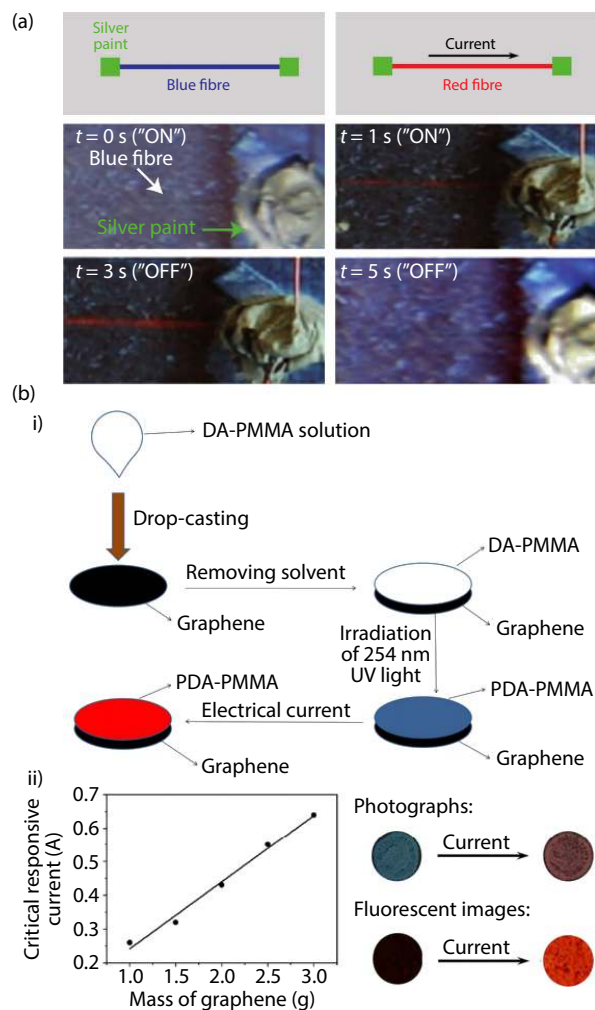 (a)
Silver
paint
Blue fibre
Current
Red fibre
t = 0 s ("ON")
Blue fibre
Silver paint
t = 1 s ("ON")
t = 3 s ("OFF")
t = 5 s ("OFF")
(b)
i)
DA-PMMA solution
Drop-casting
Removing solvent
DA-PMMA
Graphene
Graphene
Irradiation
of 254 nm
UV light
PDA-PMMA
PDA-PMMA
Electrical current
Graphene
Graphene
ii)
0.7
0.6
0.5
0.4
0.3
0.2
Critical responsive
current (A)
1.0 1.5 2.0 2.5 3.0
Mass of graphene (g)
Photographs:
Current
Fluorescent images:
Current